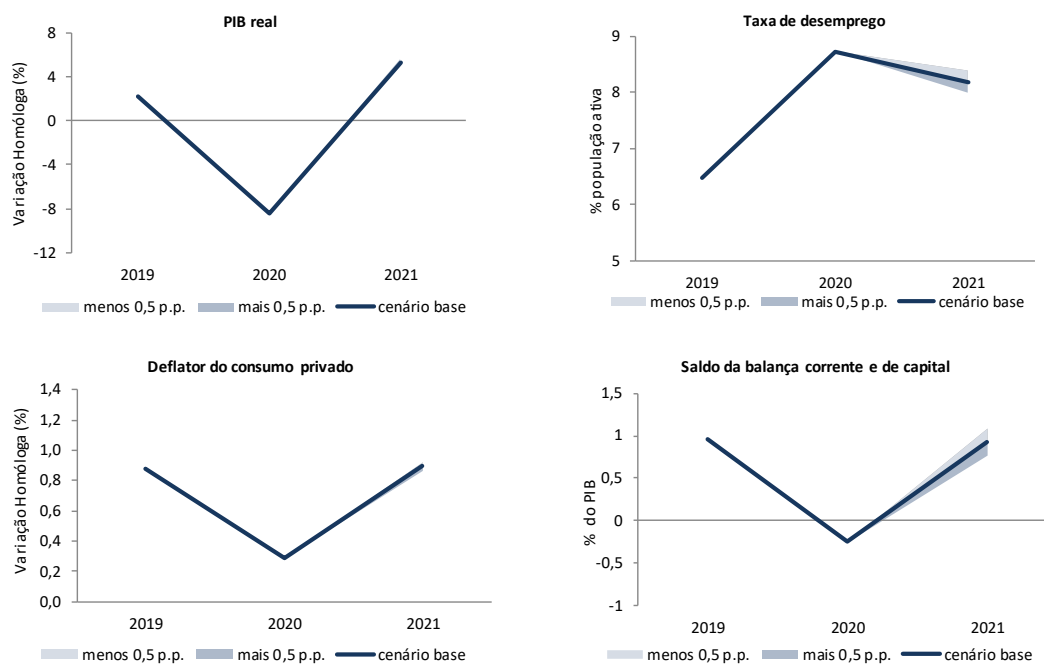 PIB real
Variação Homóloga (%)
8
4
0
-4
-8
-12
2019 2020 2021
menos 0,5 p.p. mais 0,5 p.p. cenário base
Taxa de desemprego
% população ativa
9
8
7
6
5
2019 2020 2021
menos 0,5 p.p. mais 0,5 p.p. cenário base
Deflator do consumo privado
Variação Homóloga (%)
1,4
1,2
1,0
0,8
0,6
0,4
0,2
0,0
2019 2020 2021
menos 0,5 p.p. mais 0,5 p.p. cenário base
Saldo da balança corrente e de capital
% do PIB
1,5
1
0,5
0
-0,5
-1
2019 2020 2021
menos 0,5 p.p. mais 0,5 p.p. cenário base